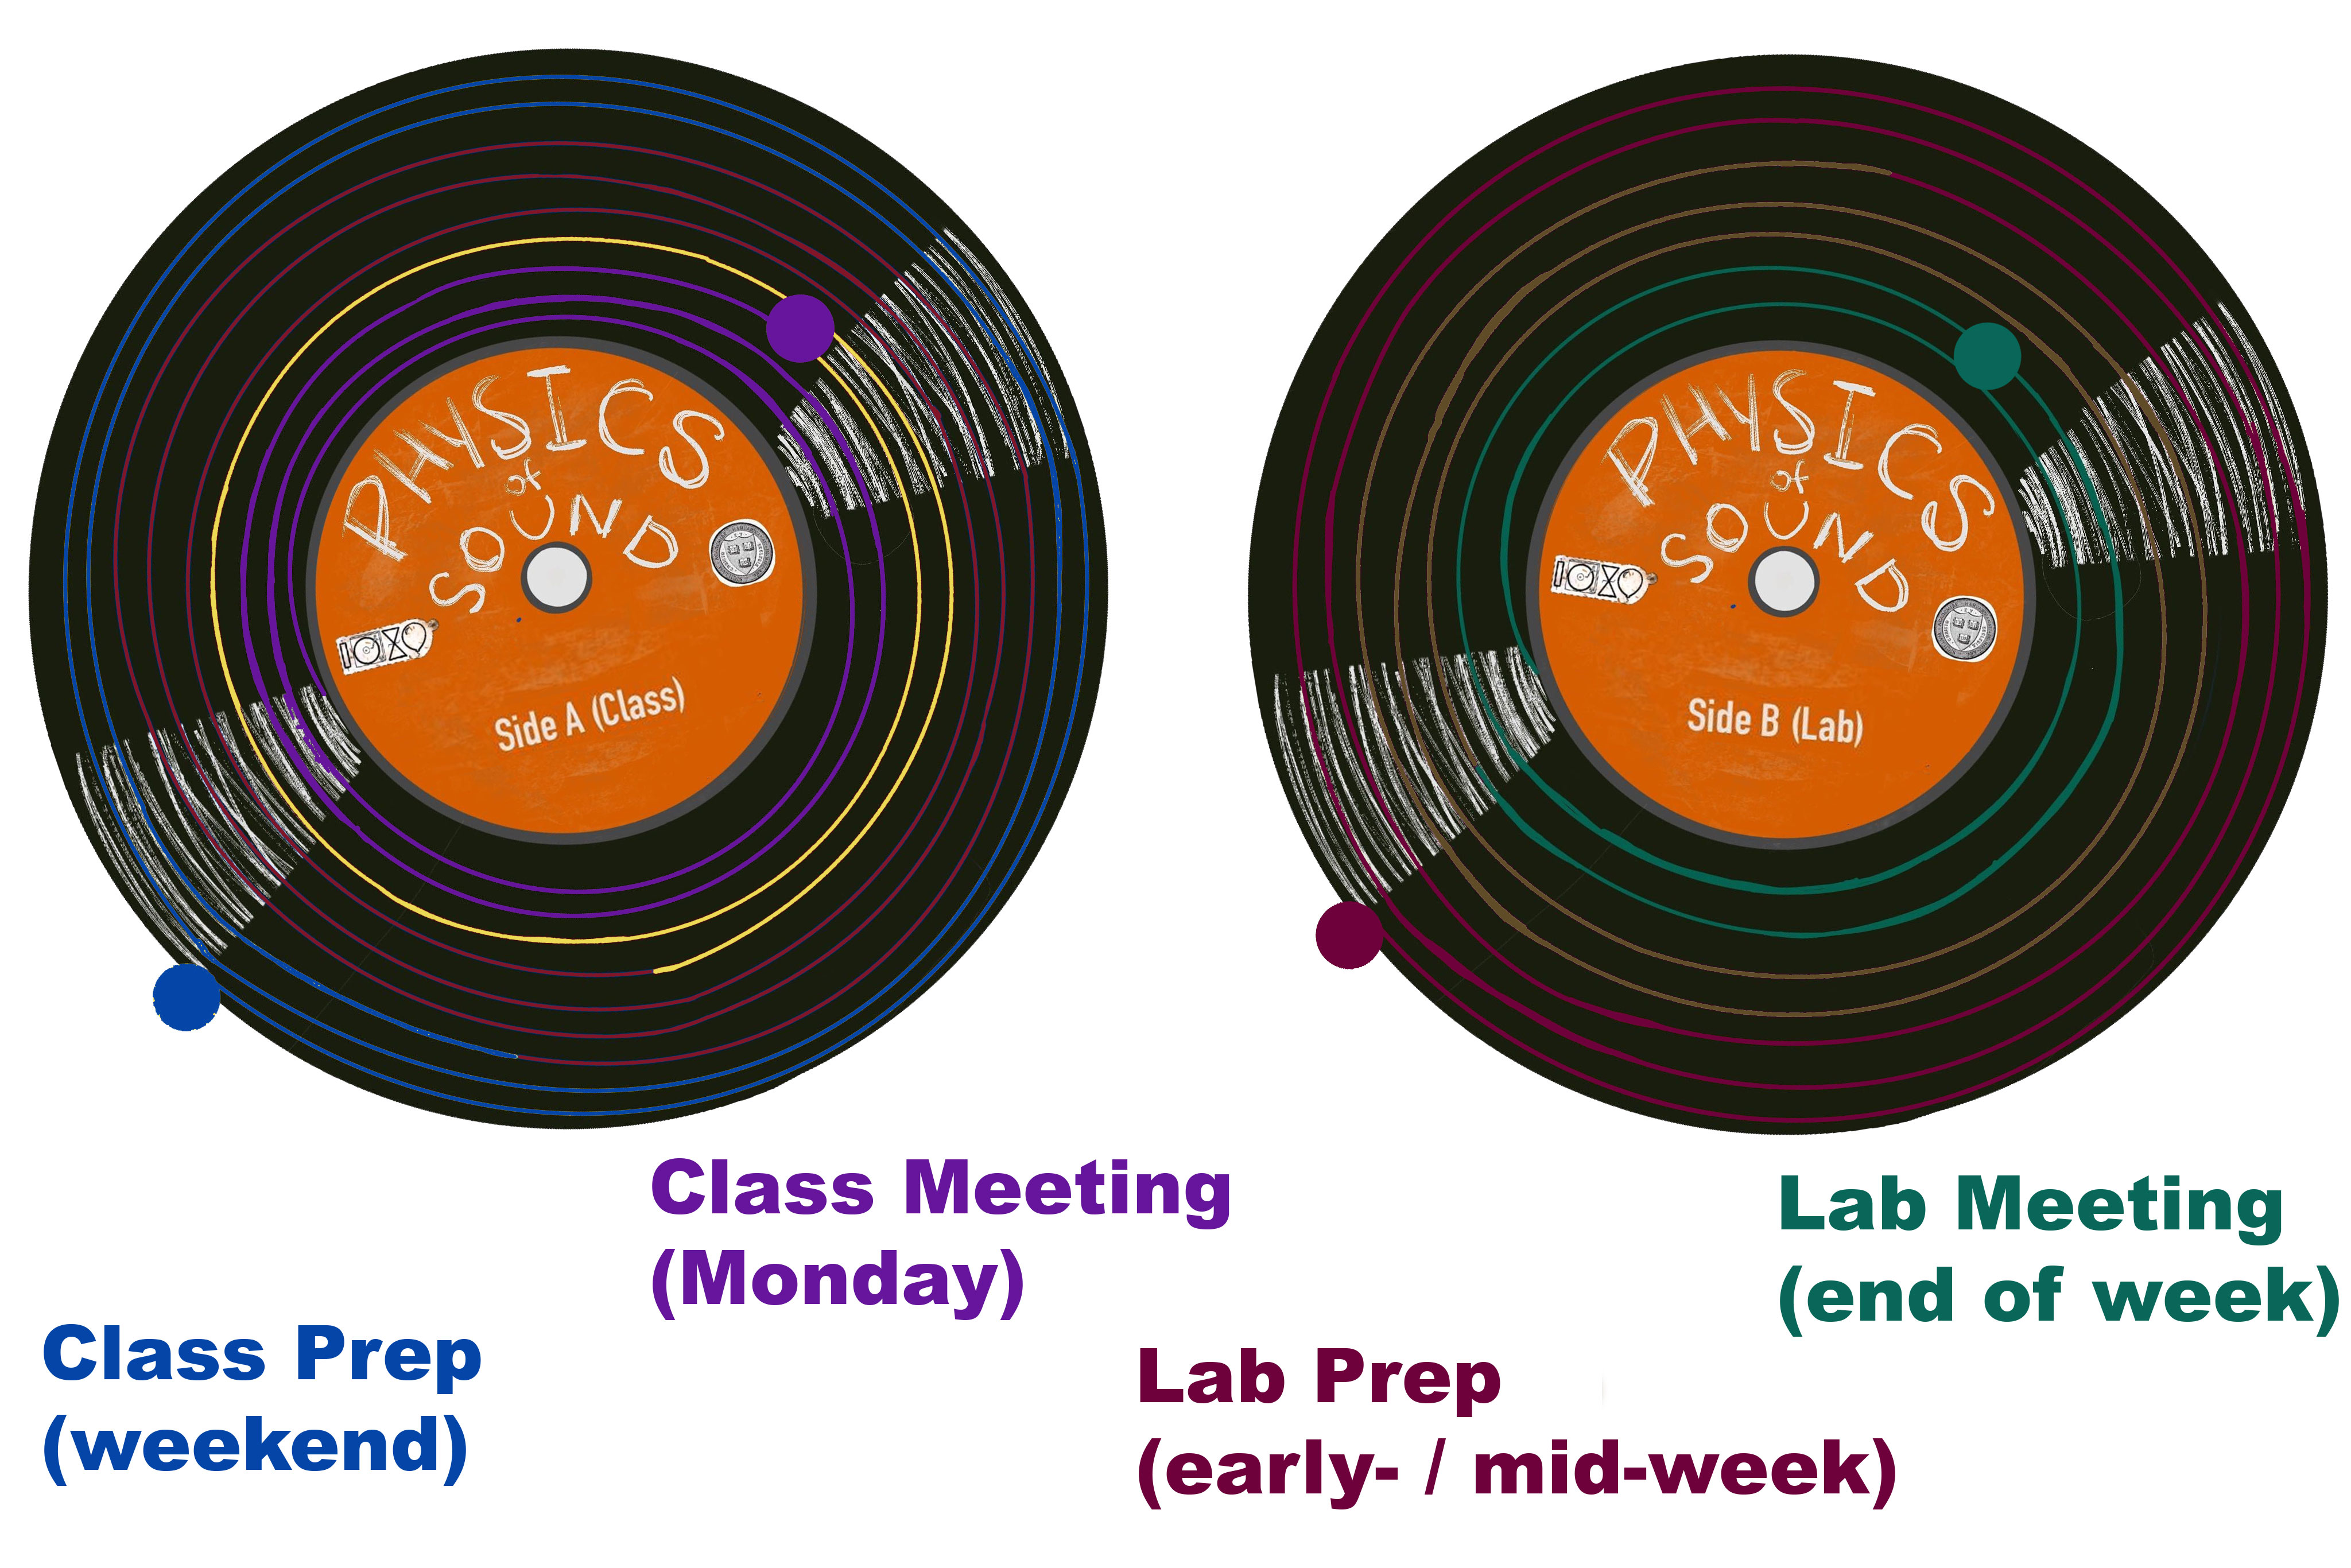 PHYSICS
of
SOUND
Side A (Class)
PHYSICS
of
SOUND
Side B (Lab)
Class Meeting
(Monday)
Lab Meeting
(end of week)
Class Prep
(weekend)
Lab Prep
(early- / mid-week)